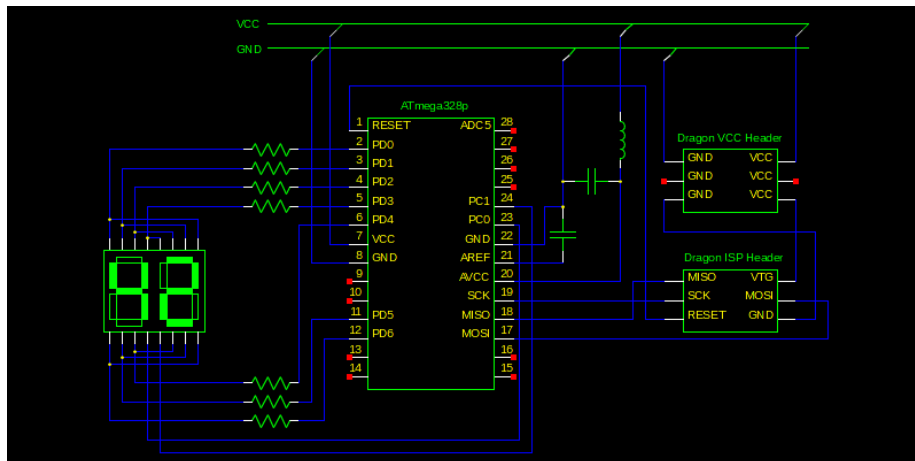 VCC
GND
ATmega328p
1 RESET ADC5 28
2 PD0 27
3 PD1 26
4 PD2 25
5 PD3 PC1 24
6 PD4 PC0 23
7 VCC GND 22
8 GND AREF 21
9 AVCC 20
10 SCK 19
11 PD5 MISO 18
12 PD6 MOSI 17
13 16
14 15
42
Dragon VCC Header
GND VCC
GND VCC
GND VCC
Dragon ISP Header
MISO VTG
SCK MOSI
RESET GND